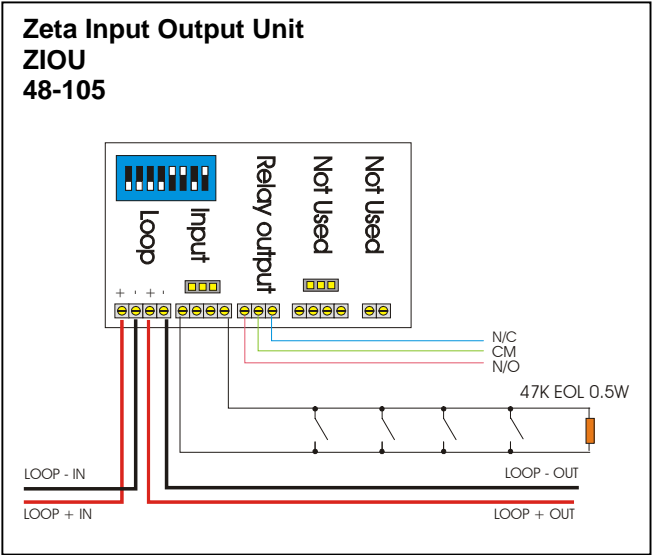 Zeta Input Output Unit
ZIOU
48-105
Loop
Input
Relay output
Not Used
Not Used
+ - + -
N/C
CM
N/O
47K EOL 0.5W
LOOP - IN
LOOP - OUT
LOOP + IN
LOOP + OUT